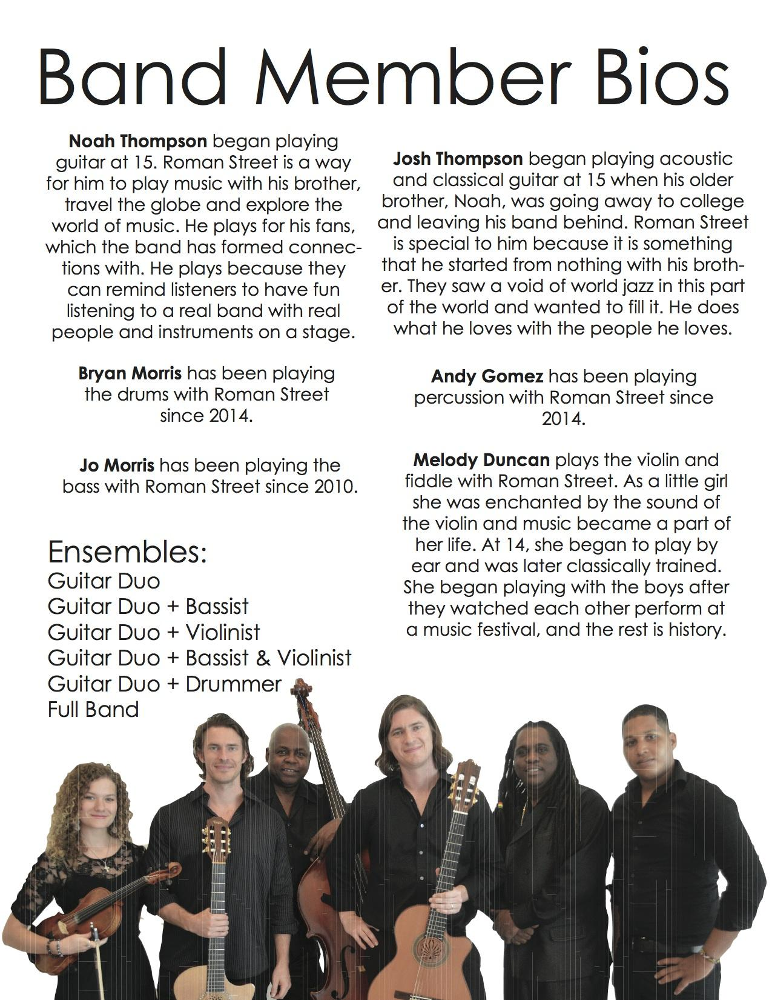 Band Member Bios
Noah Thompson began playing
guitar at 15. Roman Street is a way
for him to play music with his brother,
travel the globe and explore the
world of music. He plays for his fans,
which the band has formed connec-
tions with. He plays because they
can remind listeners to have fun
listening to a real band with real
people and instruments on a stage.
Bryan Morris has been playing
the drums with Roman Street
since 2014.
Jo Morris has been playing the
bass with Roman Street since 2010.
Ensembles:
Guitar Duo
Guitar Duo + Bassist
Guitar Duo + Violinist
Guitar Duo + Bassist & Violinist
Guitar Duo + Drummer
Full Band
Josh Thompson began playing acoustic
and classical guitar at 15 when his older
brother, Noah, was going away to college
and leaving his band behind. Roman Street
is special to him because it is something
that he started from nothing with his broth-
er. They saw a void of world jazz in this part
of the world and wanted to fill it. He does
what he loves with the people he loves.
Andy Gomez has been playing
percussion with Roman Street since
2014.
Melody Duncan plays the violin and
fiddle with Roman Street. As a little girl
she was enchanted by the sound of
the violin and music became a part of
her life. At 14, she began to play by
ear and was later classically trained.
She began playing with the boys after
they watched each other perform at
a music festival, and the rest is history.